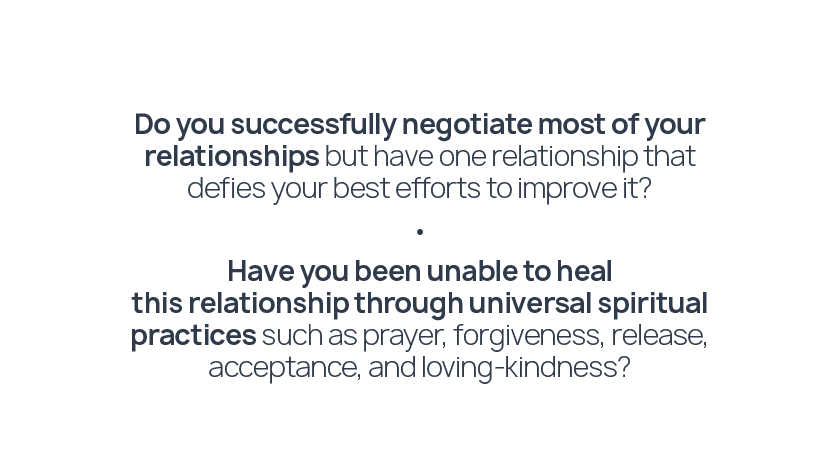 Do you successfully negotiate most of your
relationships but have one relationship that
defies your best efforts to improve it?
•
Have you been unable to heal
this relationship through universal spiritual
practices such as prayer, forgiveness, release,
acceptance, and loving-kindness?